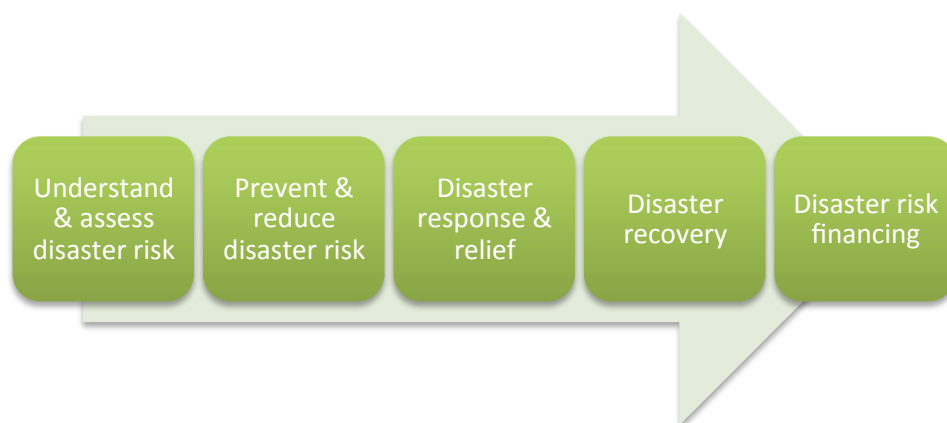 Understand
& assess
disaster risk
Prevent &
reduce
disaster risk
Disaster
response &
relief
Disaster
recovery
Disaster risk
financing